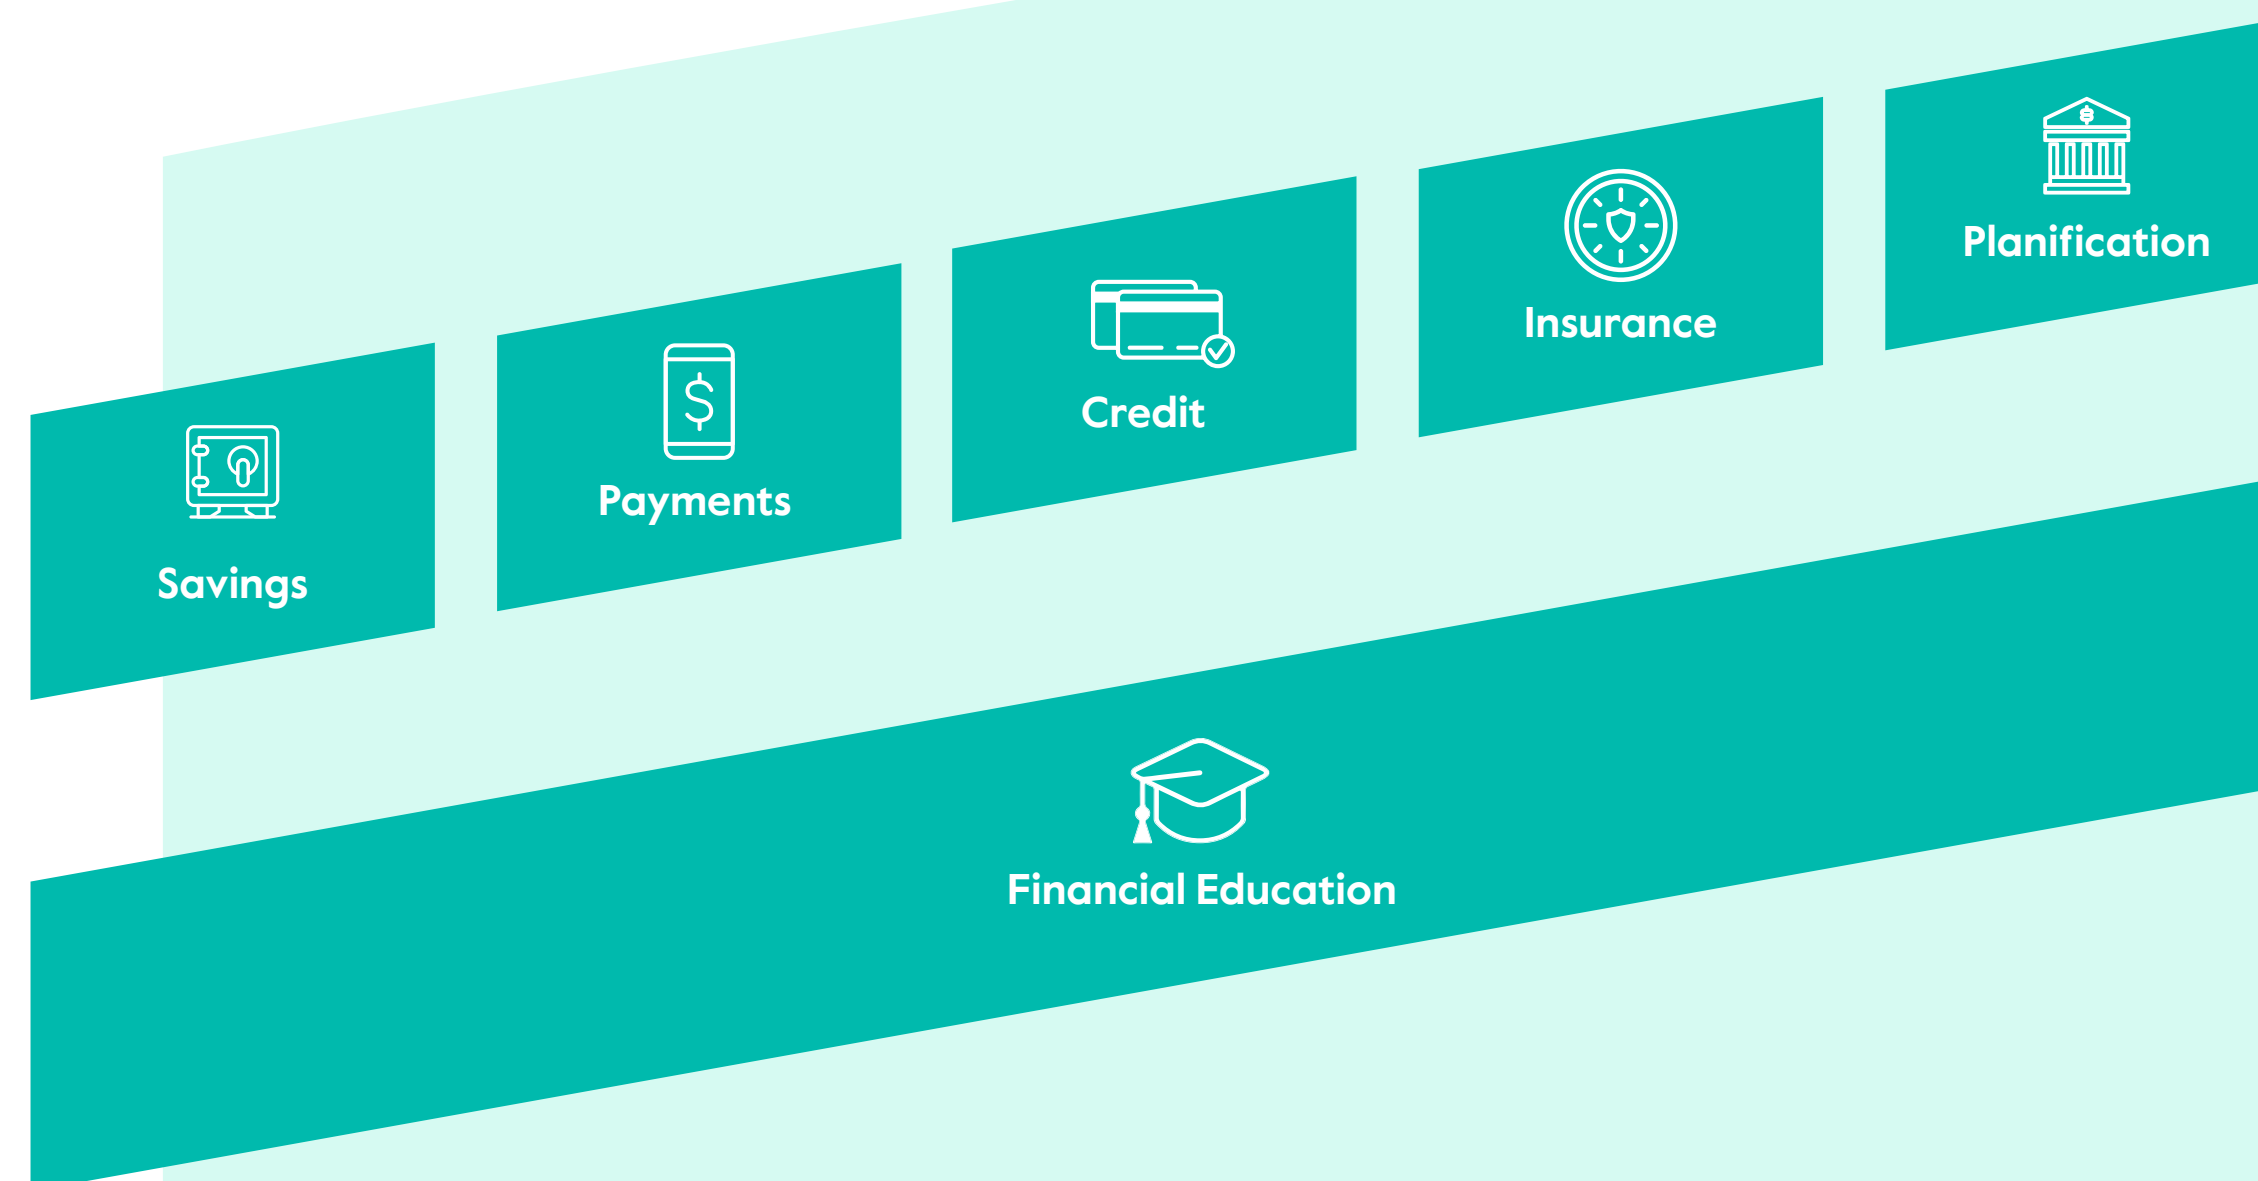 Savings
Payments
Credit
Insurance
Planification
Financial Education